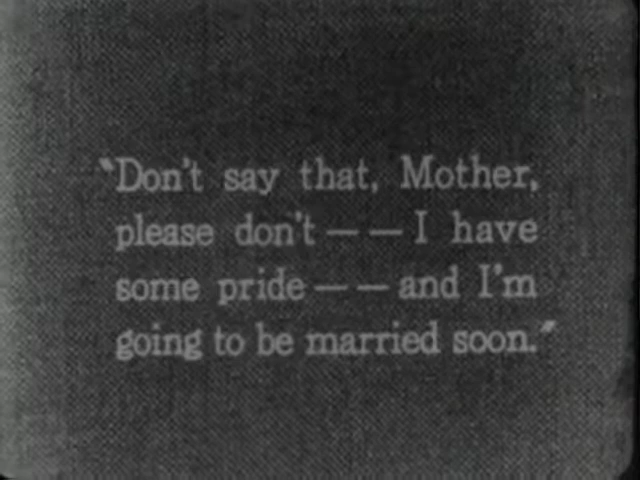 "Don't say that, Mother,
please don't — — I have
some pride — — and I'm
going to be married soon."